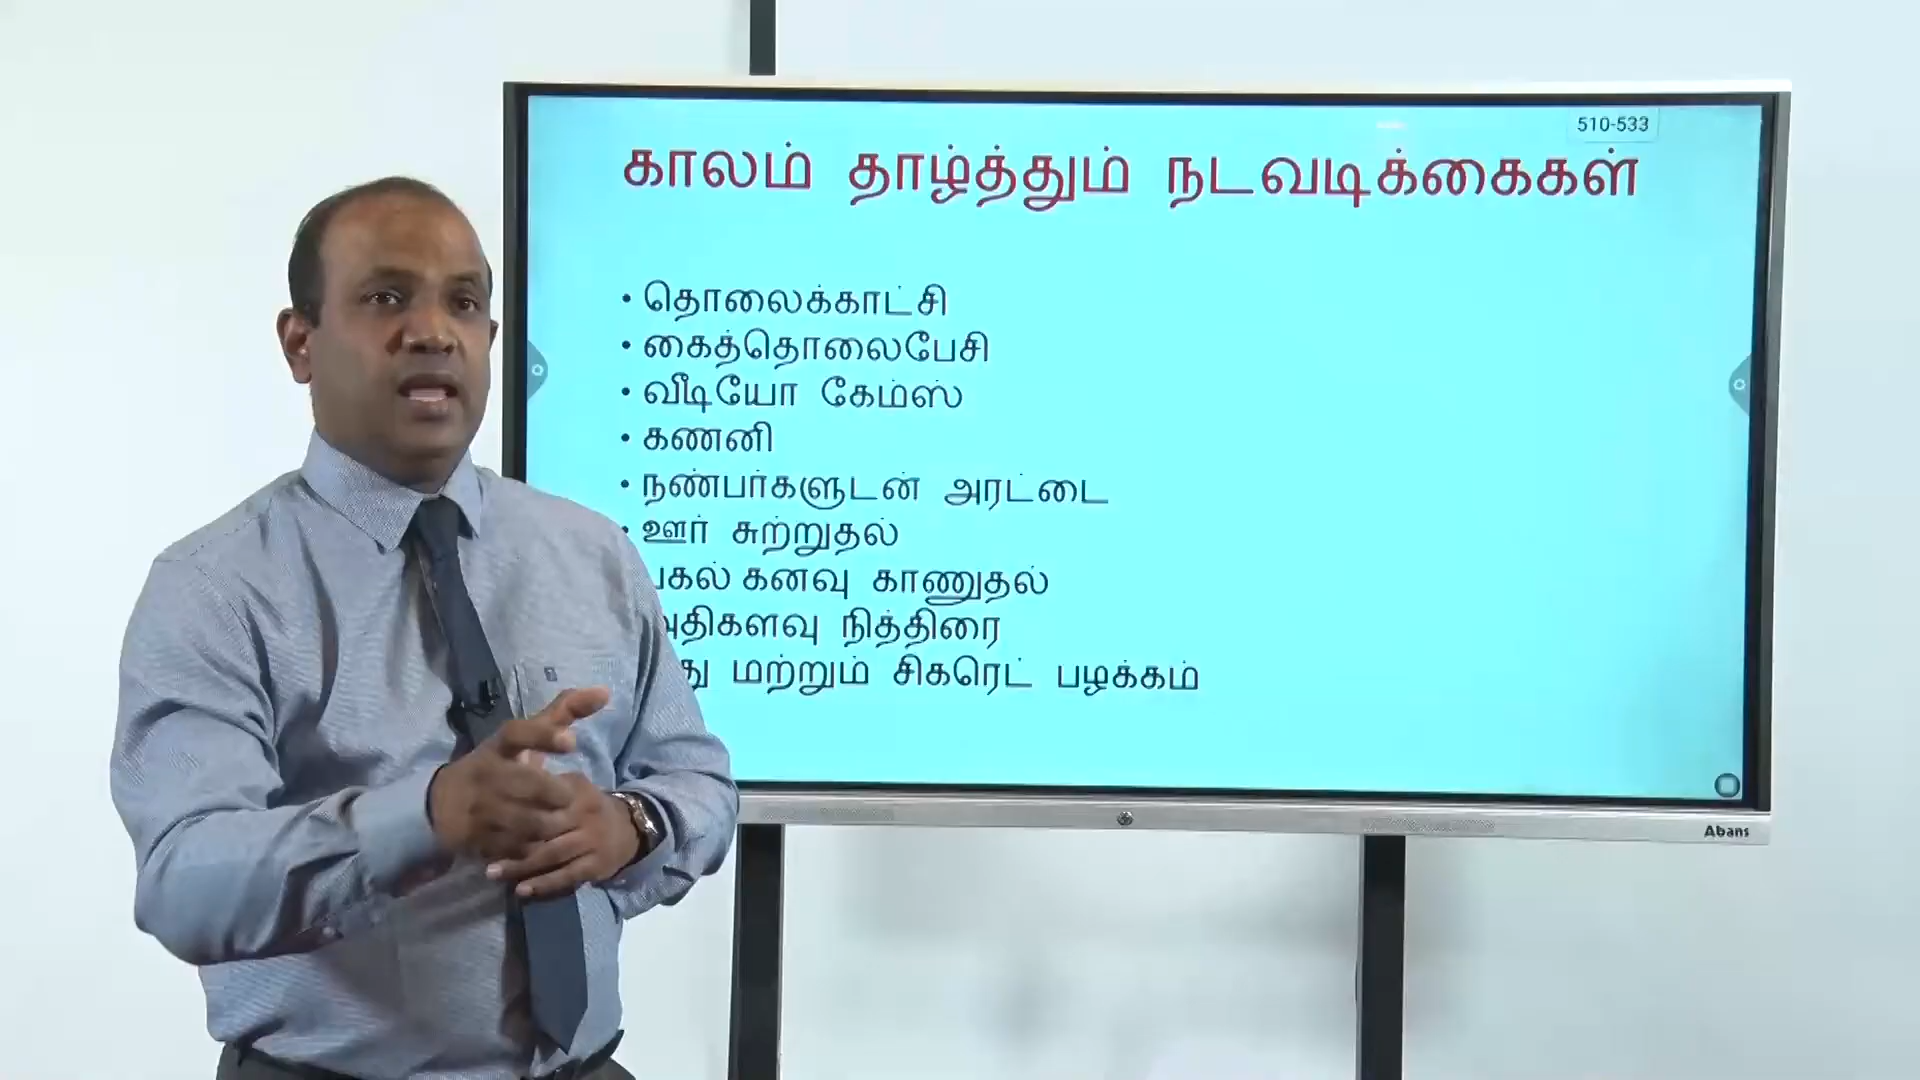 510-533
காலம் தாழ்த்தும் நடவடிக்கைகள்
• தொலைக்காட்சி
• கைத்தொலைபேசி
• வீடியோ கேம்ஸ்
• கணனி
• நண்பர்களுடன் அரட்டை
• ஊர் சுற்றுதல்
கனவு காணுதல்
நித்திரை
மற்றும் சிகரெட் பழக்கம்
Abans